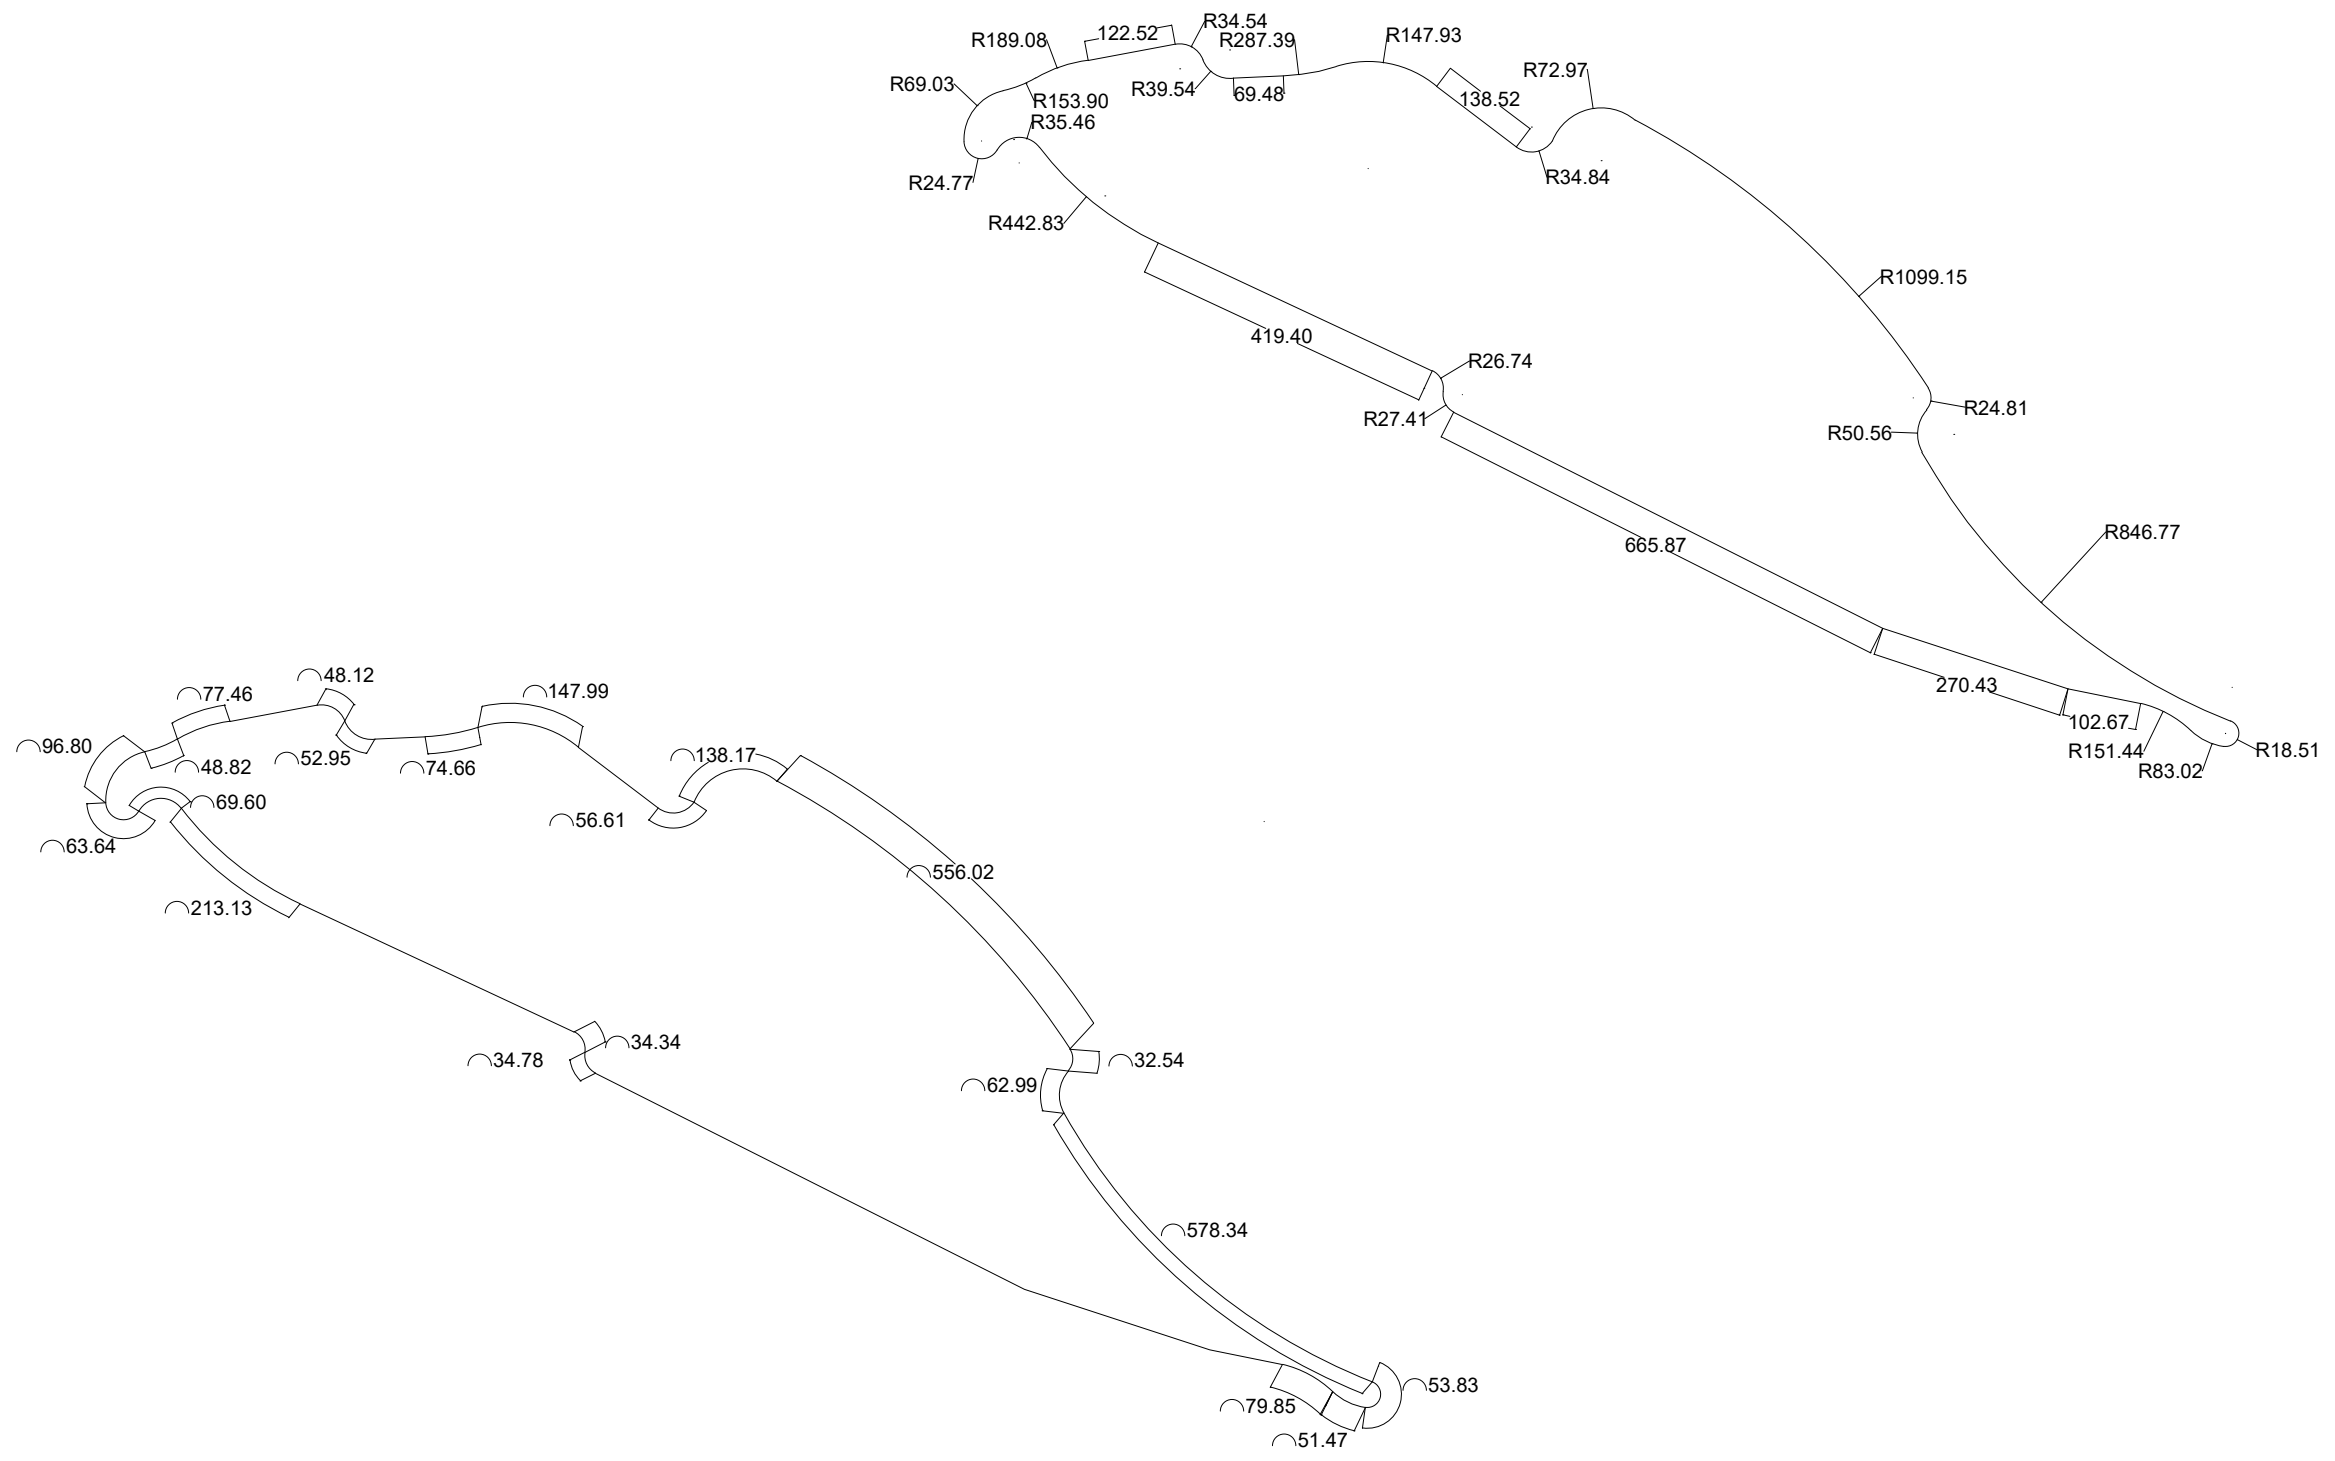 R34.54
122.52
R189.08
R287.39
R147.93
R72.97
R69.03
R39.54
69.48
138.52
R153.90
R35.46
R24.77
R34.84
R442.83
R1099.15
419.40
R26.74
R24.81
R27.41
R50.56
R846.77
665.87
270.43
102.67
R151.44
R18.51
R83.02
⌒48.12
⌒77.46
⌒147.99
⌒96.80
⌒52.95
⌒138.17
⌒48.82
⌒74.66
⌒69.60
⌒56.61
⌒63.64
⌒556.02
⌒213.13
⌒34.34
⌒34.78
⌒32.54
⌒62.99
⌒578.34
⌒53.83
⌒79.85
⌒51.47